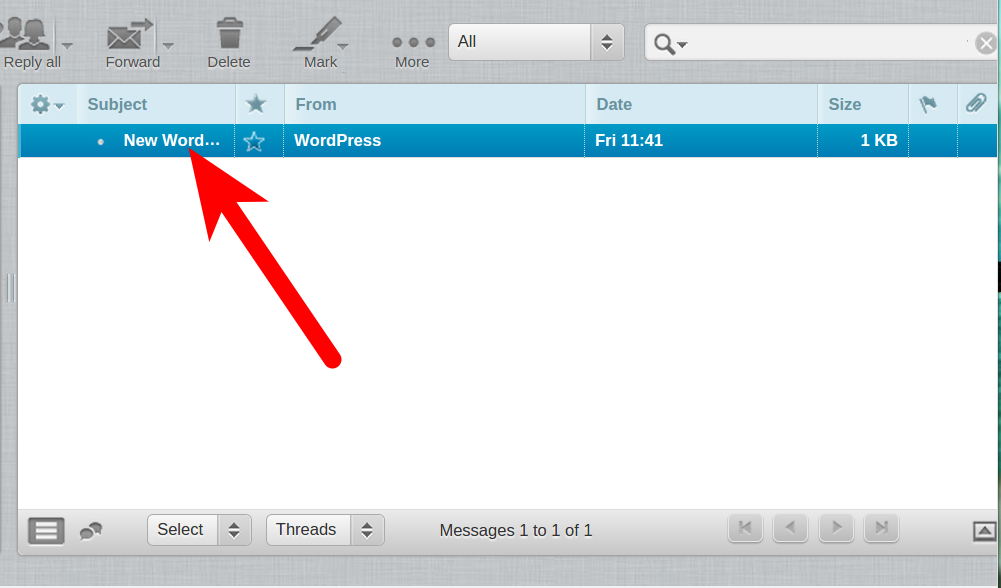 Reply all Forward Delete Mark More All
Subject From Date Size
New Word... WordPress Fri 11:41 1 KB
Select Threads Messages 1 to 1 of 1